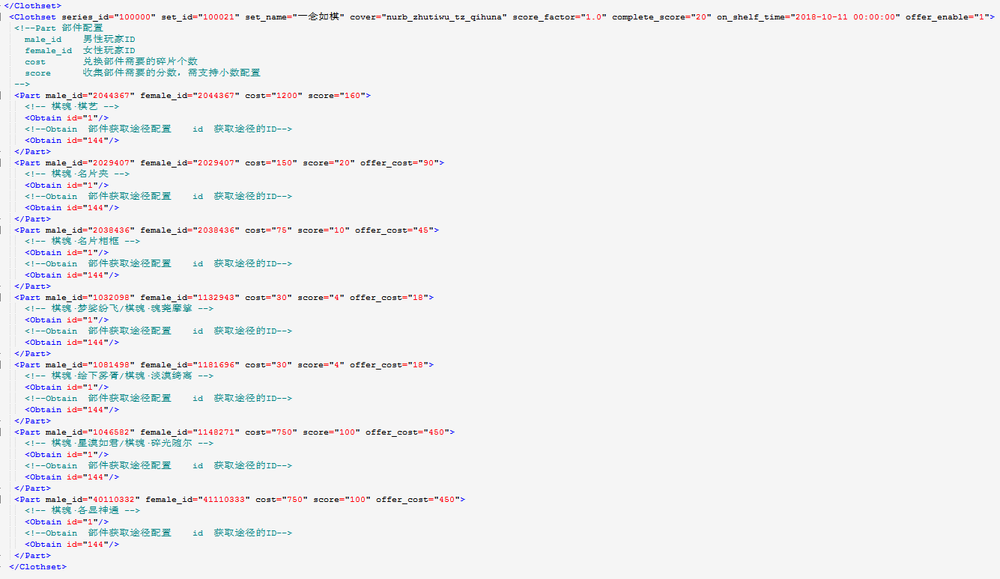 </Clothset>
<Clothset series_id="100000" set_id="100021" set_name="一念如棋" cover="nurb_zhutiwu_tz_qihuna" score_factor="1.0" complete_score="20" on_shelf_time="2018-10-11 00:00:00" offer_enable="1">
<!--Part 部件配置
male_id 男性玩家ID
female_id 女性玩家ID
cost 兑换部件需要的碎片个数
score 收集部件需要的分数，需支持小数配置
-->
<Part male_id="2044367" female_id="2044367" cost="1200" score="160">
<!-- 棋魂·棋艺 -->
<Obtain id="1"/>
<!--Obtain 部件获取途径配置 id 获取途径的ID-->
<Obtain id="144"/>
</Part>
<Part male_id="2029407" female_id="2029407" cost="150" score="20" offer_cost="90">
<!-- 棋魂·名片夹 -->
<Obtain id="1"/>
<!--Obtain 部件获取途径配置 id 获取途径的ID-->
<Obtain id="144"/>
</Part>
<Part male_id="2038436" female_id="2038436" cost="75" score="10" offer_cost="45">
<!-- 棋魂·名片相框 -->
<Obtain id="1"/>
<!--Obtain 部件获取途径配置 id 获取途径的ID-->
<Obtain id="144"/>
</Part>
<Part male_id="1032098" female_id="1132943" cost="30" score="4" offer_cost="18">
<!-- 棋魂·梦娑纷飞/棋魂·魂荛摩挲 -->
<Obtain id="1"/>
<!--Obtain 部件获取途径配置 id 获取途径的ID-->
<Obtain id="144"/>
</Part>
<Part male_id="1081498" female_id="1181696" cost="30" score="4" offer_cost="18">
<!-- 棋魂·绘下雾胥/棋魂·淡漠绮离 -->
<Obtain id="1"/>
<!--Obtain 部件获取途径配置 id 获取途径的ID-->
<Obtain id="144"/>
</Part>
<Part male_id="1046582" female_id="1148271" cost="750" score="100" offer_cost="450">
<!-- 棋魂·星漠如君/棋魂·碎光随尔 -->
<Obtain id="1"/>
<!--Obtain 部件获取途径配置 id 获取途径的ID-->
<Obtain id="144"/>
</Part>
<Part male_id="40110332" female_id="41110333" cost="750" score="100" offer_cost="450">
<!-- 棋魂·各显神通 -->
<Obtain id="1"/>
<!--Obtain 部件获取途径配置 id 获取途径的ID-->
<Obtain id="144"/>
</Part>
</Clothset>